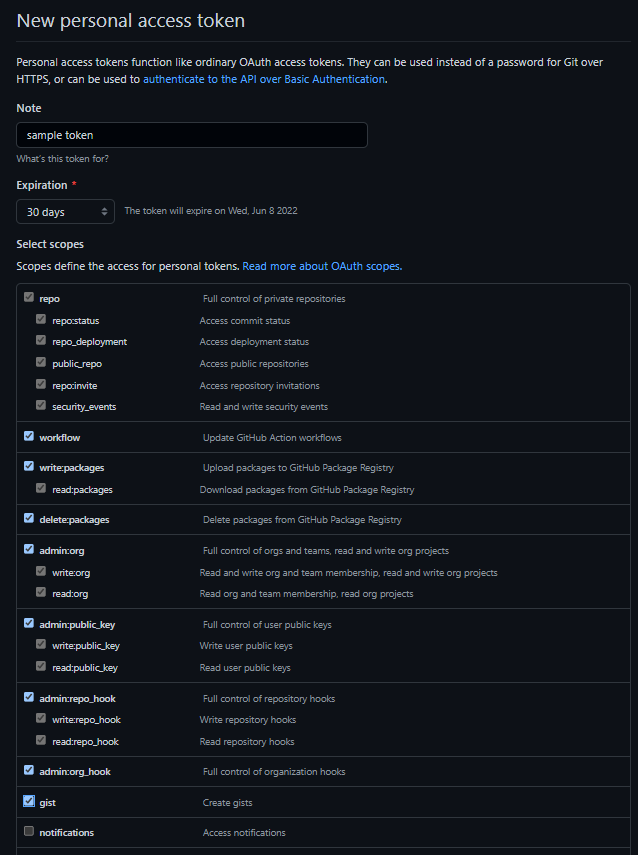 New personal access token
Personal access tokens function like ordinary OAuth access tokens. They can be used instead of a password for Git over
HTTPS, or can be used to authenticate to the API over Basic Authentication.
Note
sample token
What's this token for?
Expiration *
30 days The token will expire on Wed, Jun 8 2022
Select scopes
Scopes define the access for personal tokens. Read more about OAuth scopes.
repo Full control of private repositories
repo:status Access commit status
repo_deployment Access deployment status
public_repo Access public repositories
repo:invite Access repository invitations
security_events Read and write security events
workflow Update GitHub Action workflows
write:packages Upload packages to GitHub Package Registry
read:packages Download packages from GitHub Package Registry
delete:packages Delete packages from GitHub Package Registry
admin:org Full control of orgs and teams, read and write org projects
write:org Read and write org and team membership, read and write org projects
read:org Read org and team membership, read org projects
admin:public_key Full control of user public keys
write:public_key Write user public keys
read:public_key Read user public keys
admin:repo_hook Full control of repository hooks
write:repo_hook Write repository hooks
read:repo_hook Read repository hooks
admin:org_hook Full control of organization hooks
gist Create gists
notifications Access notifications